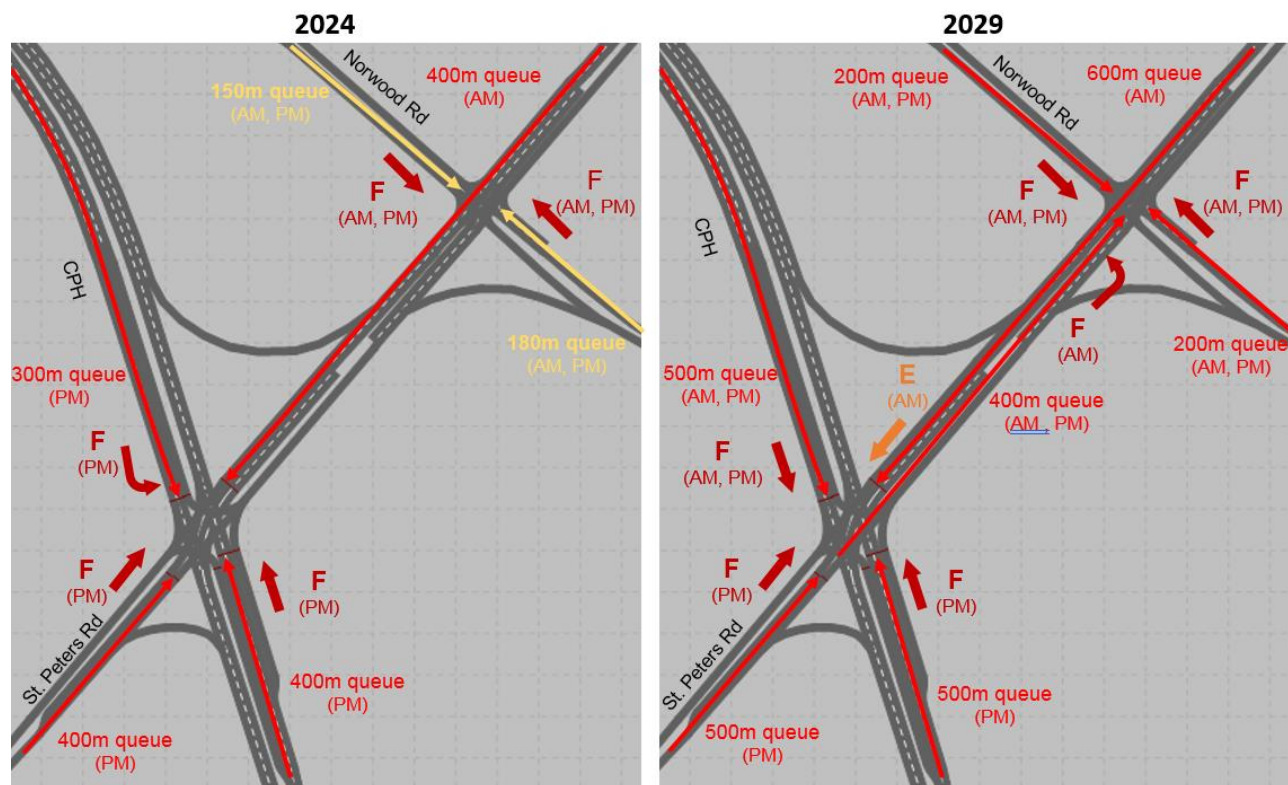 2024
Norwood Rd
400m queue
(AM)
150m queue
(AM, PM)
F
(AM, PM)
F
(AM, PM)
CPH
180m queue
(AM, PM)
300m queue
(PM)
F
(PM)
F
(PM)
F
(PM)
St. Peters Rd
400m queue
(PM)
400m queue
(PM)
2029
Norwood Rd
200m queue
(AM, PM)
600m queue
(AM)
F
(AM, PM)
F
(AM, PM)
CPH
F
(AM)
200m queue
(AM, PM)
500m queue
(AM, PM)
E
(AM)
400m queue
(AM , PM)
F
(AM, PM)
F
(PM)
F
(PM)
St. Peters Rd
500m queue
(PM)
500m queue
(PM)